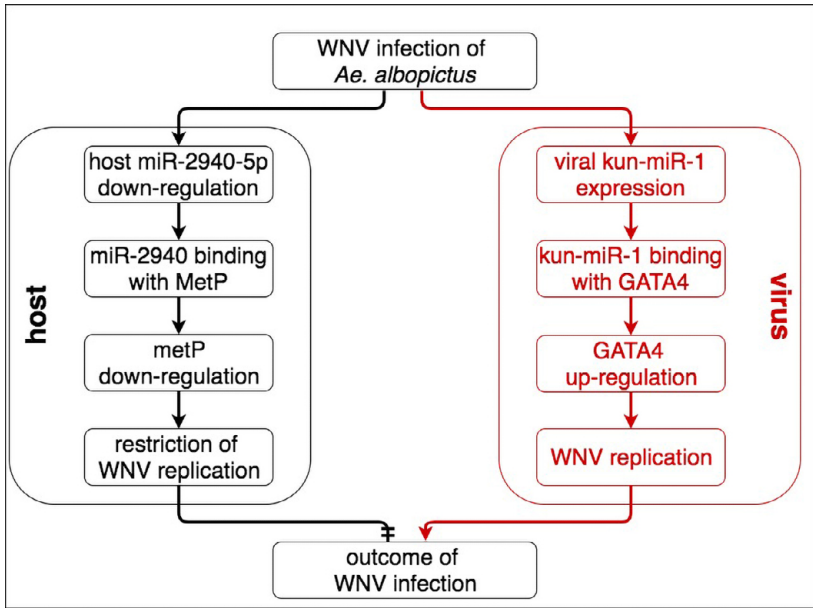 WNV infection of
Ae. albopictus
host
host miR-2940-5p
down-regulation
miR-2940 binding
with MetP
metP
down-regulation
restriction of
WNV replication
viral kun-miR-1
expression
kun-miR-1 binding
with GATA4
GATA4
up-regulation
WNV replication
virus
outcome of
WNV infection